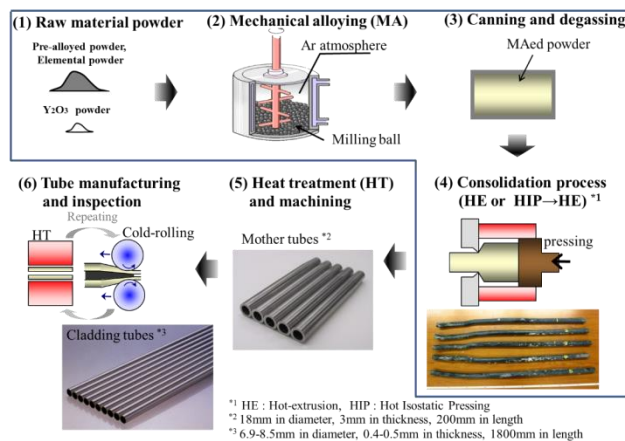 (1) Raw material powder
Pre-alloyed powder,
Elemental powder
Y2O3 powder
(2) Mechanical alloying (MA)
Ar atmosphere
Milling ball
(3) Canning and degassing
MAed powder
(4) Consolidation process
(HE or HIP→HE) *1
pressing
(5) Heat treatment (HT)
and machining
Mother tubes *2
(6) Tube manufacturing
and inspection
Repeating
HT
Cold-rolling
Cladding tubes *3
*1 HE : Hot-extrusion, HIP : Hot Isostatic Pressing
*2 18mm in diameter, 3mm in thickness, 200mm in length
*3 6.9-8.5mm in diameter, 0.4-0.5mm in thickness, 1800mm in length